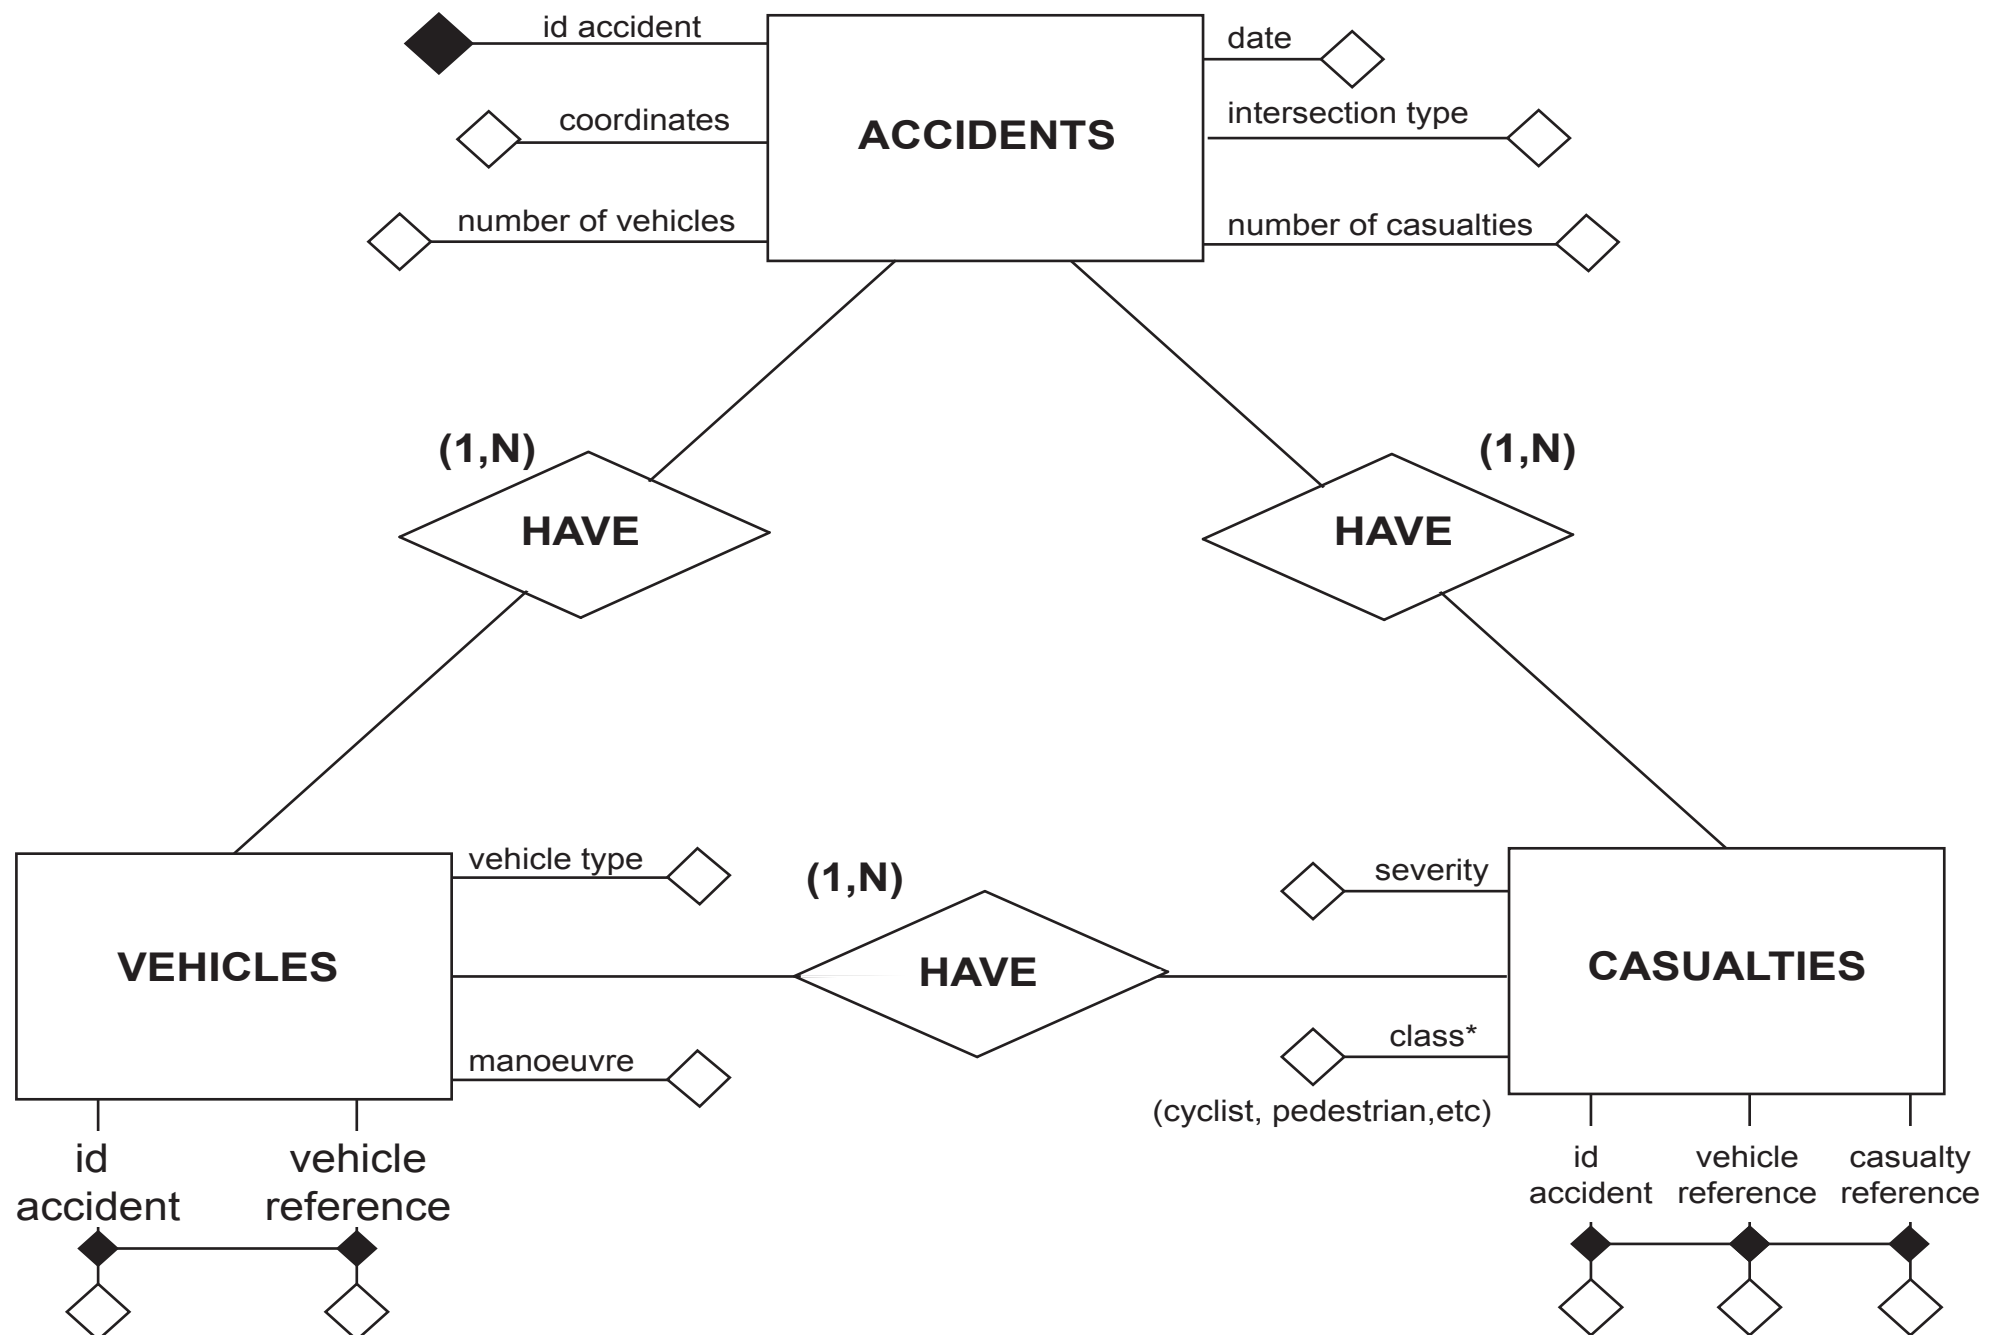 id accident
date
coordinates
ACCIDENTS
intersection type
number of vehicles
number of casualties
(1,N)
(1,N)
HAVE
HAVE
vehicle type
(1,N)
severity
VEHICLES
HAVE
CASUALTIES
manoeuvre
class*
(cyclist, pedestrian,etc)
id
accident
vehicle
reference
id
accident
vehicle
reference
casualty
reference